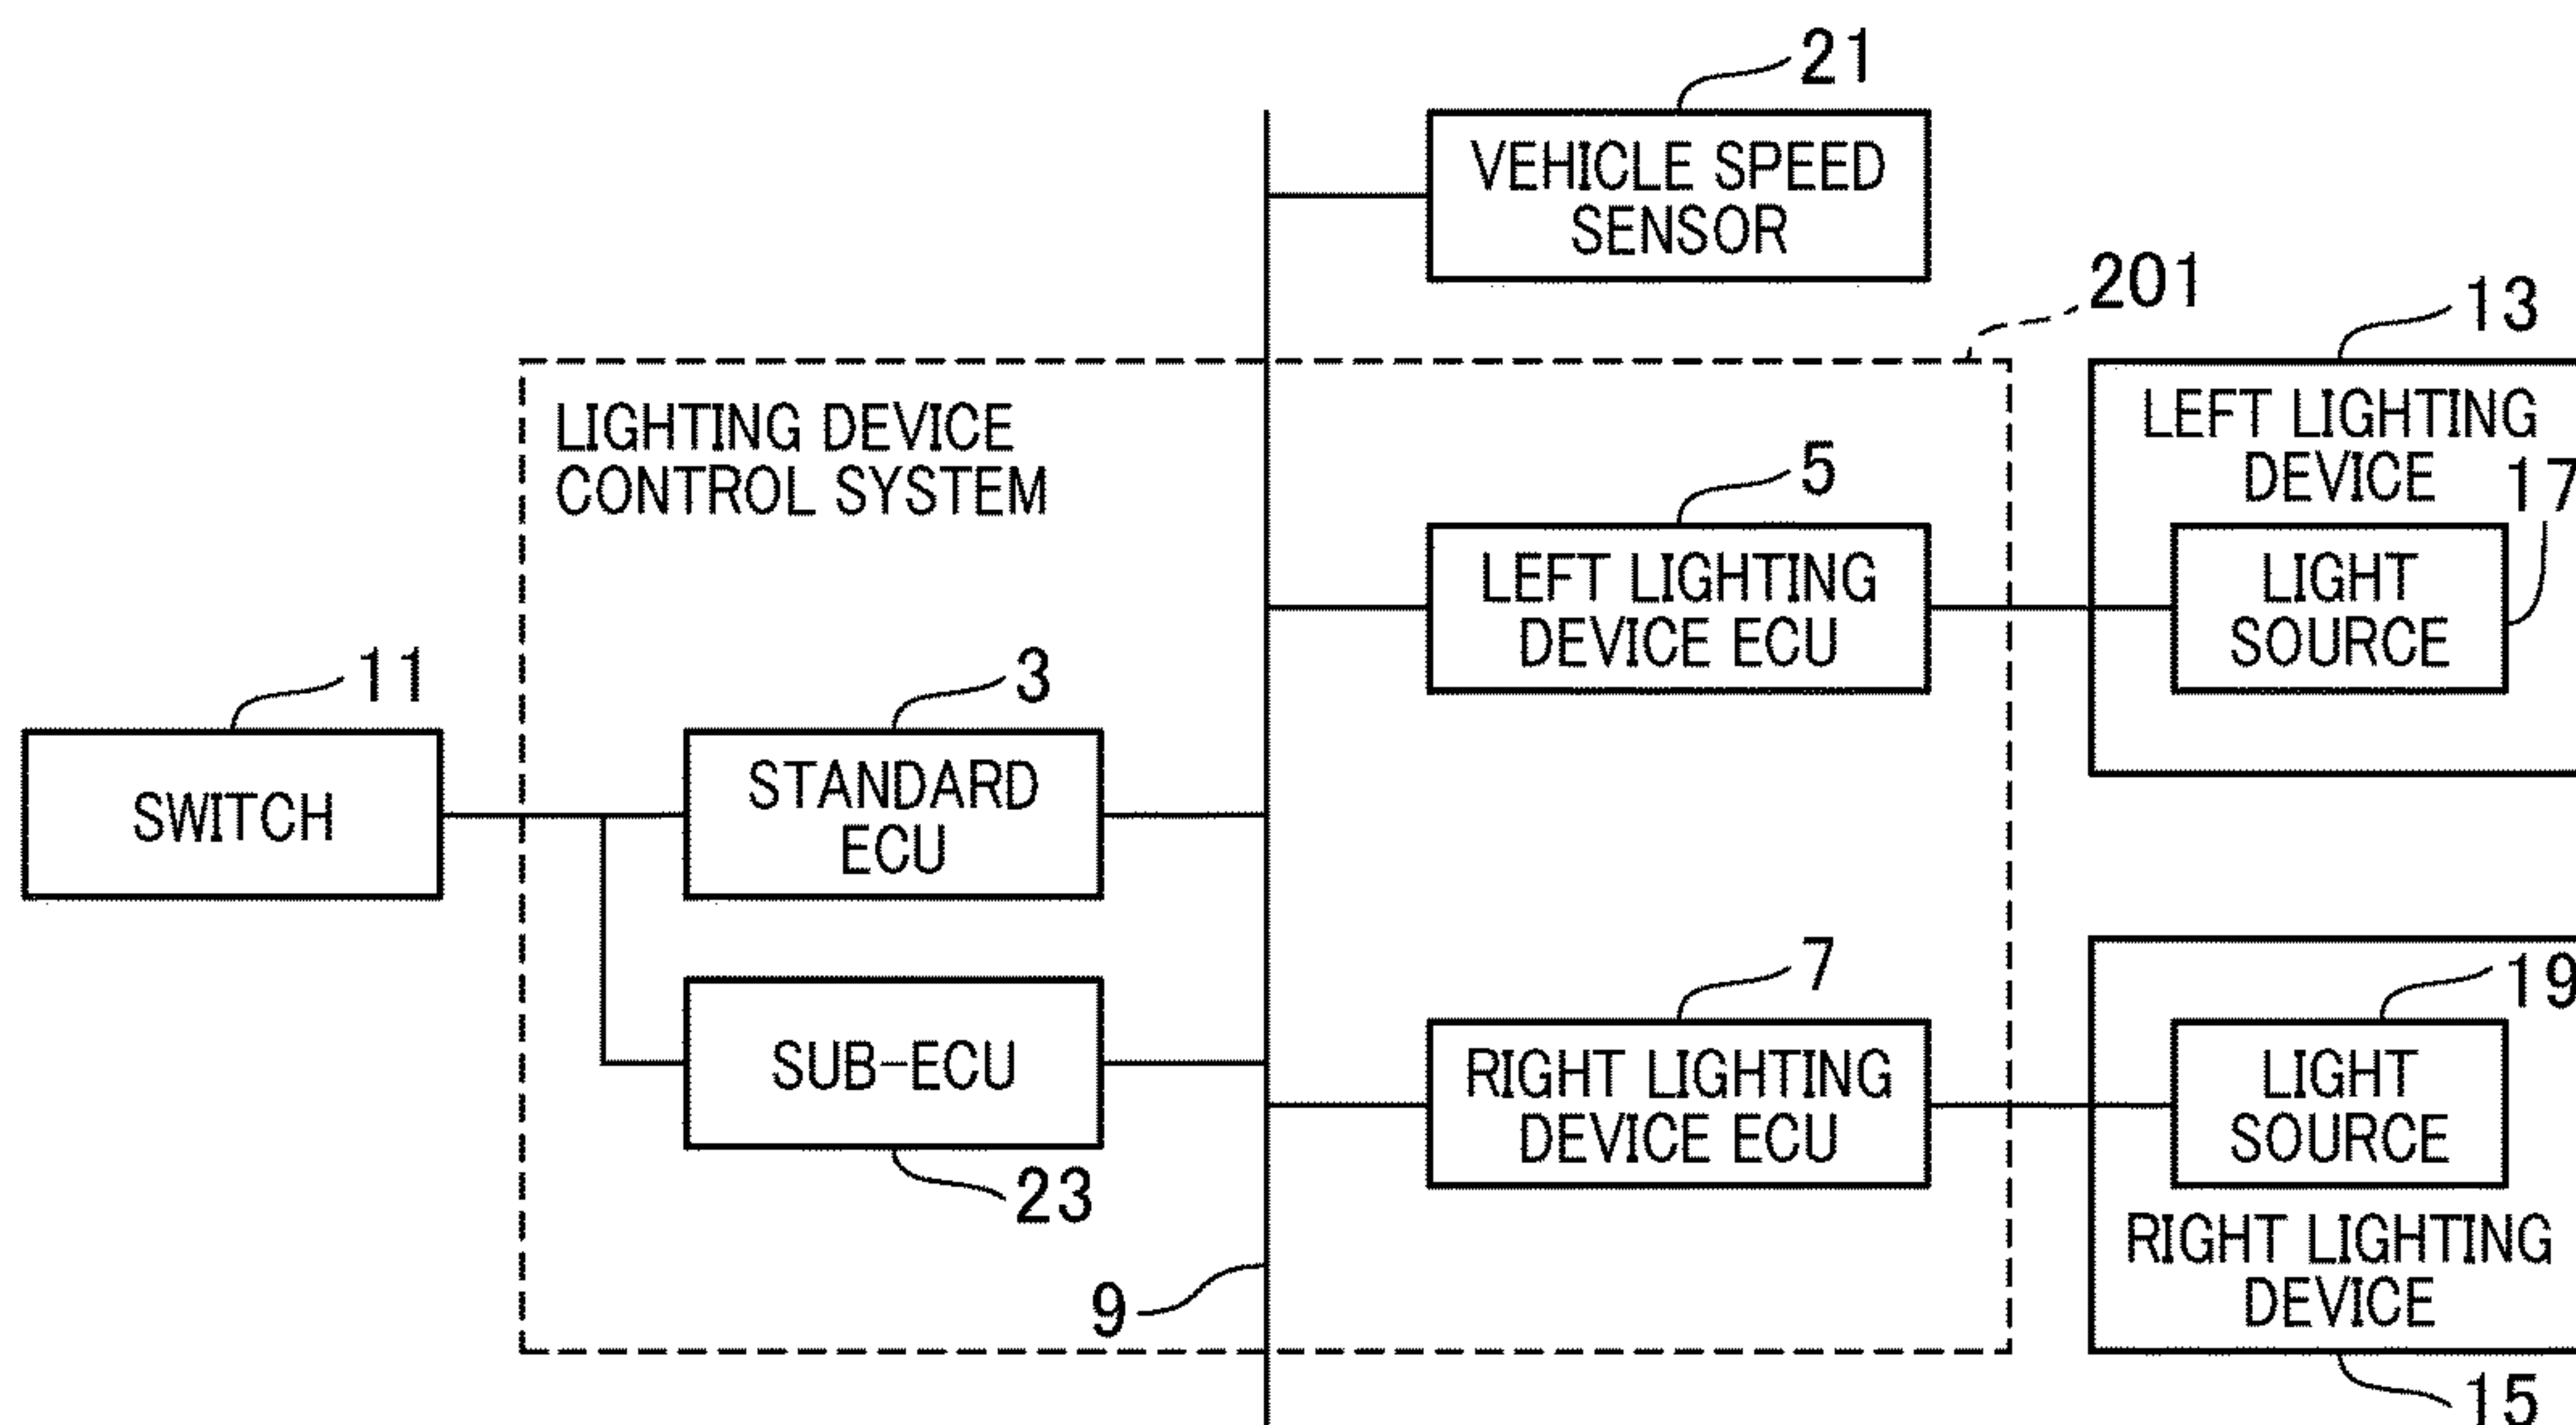 21
VEHICLE SPEED
SENSOR
201
13
LIGHTING DEVICE
CONTROL SYSTEM
LEFT LIGHTING
DEVICE
17
5
LEFT LIGHTING
DEVICE ECU
LIGHT
SOURCE
11
3
SWITCH
STANDARD
ECU
7
19
SUB-ECU
RIGHT LIGHTING
DEVICE ECU
LIGHT
SOURCE
23
RIGHT LIGHTING
DEVICE
9
15